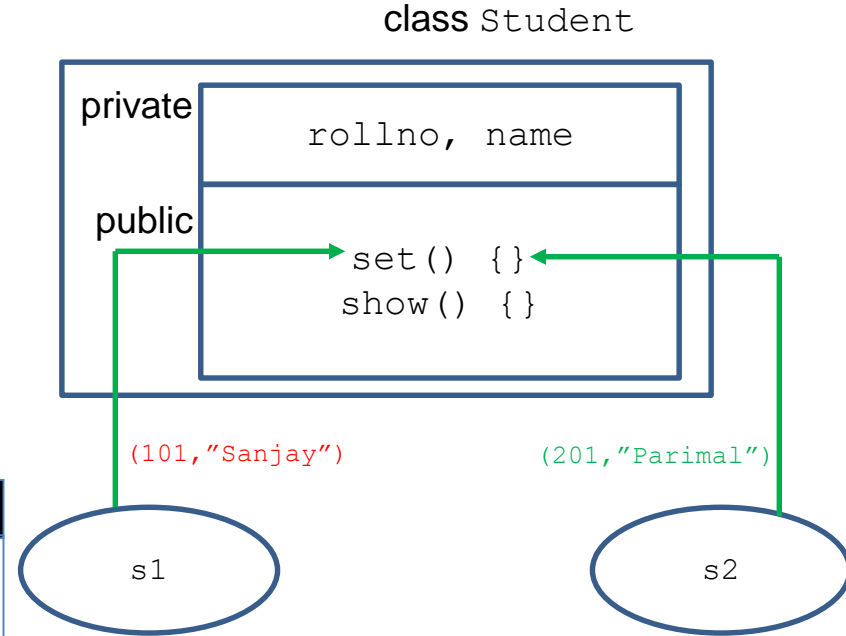 class Student
private
rollno, name
public
set() {}
show() {}
(101,”Sanjay”)
(201,”Parimal”)
s1
s2